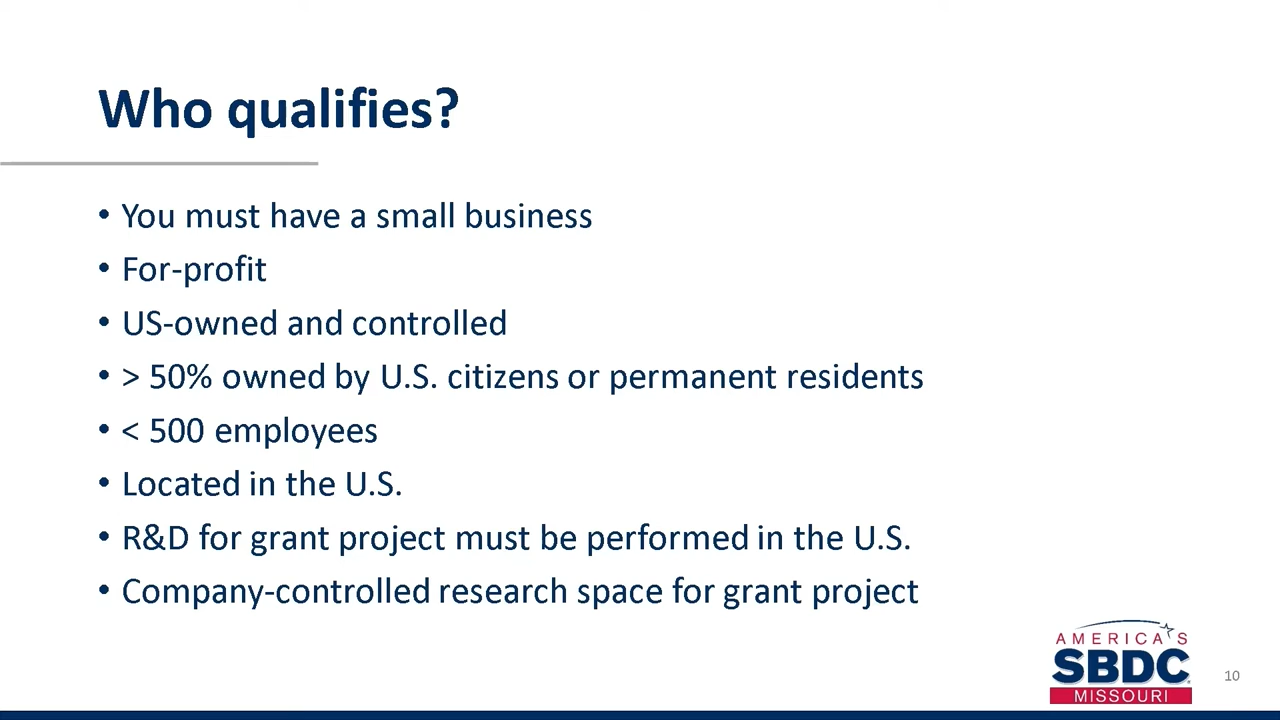 Who qualifies?
• You must have a small business
• For-profit
• US-owned and controlled
• > 50% owned by U.S. citizens or permanent residents
• < 500 employees
• Located in the U.S.
• R&D for grant project must be performed in the U.S.
• Company-controlled research space for grant project
AMERICA'S
SBDC
MISSOURI
10